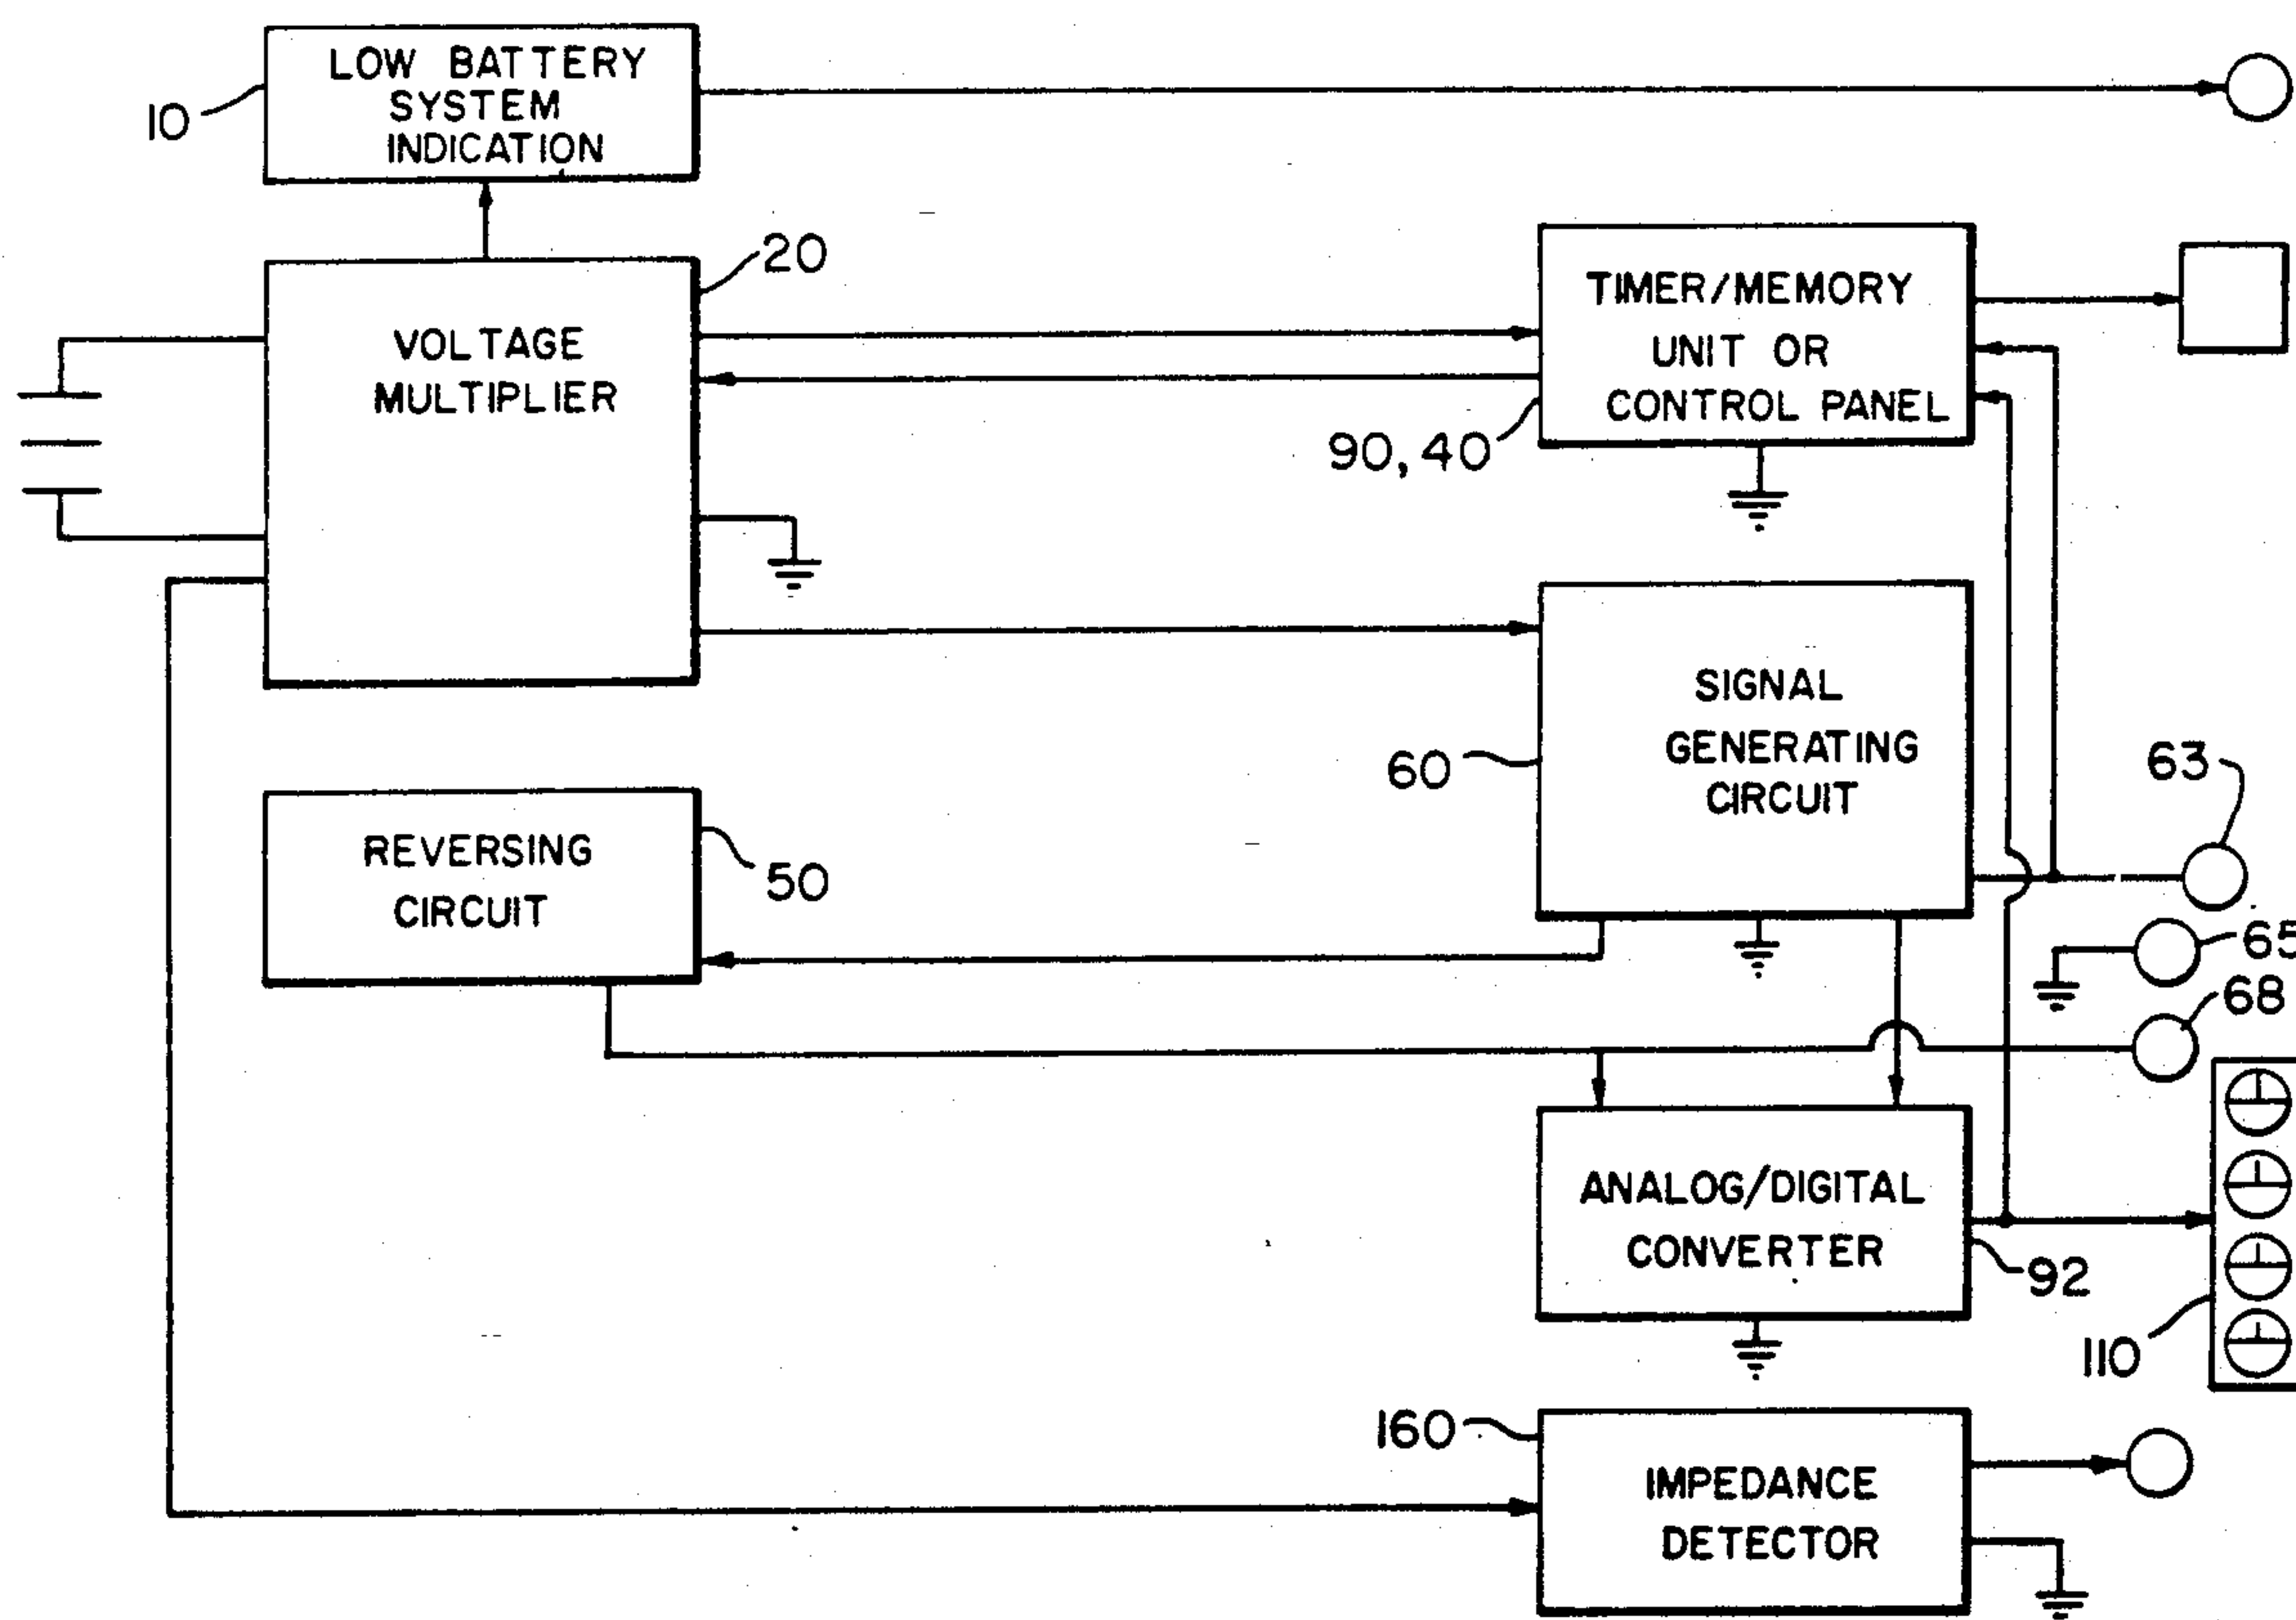 LOW BATTERY
SYSTEM
INDICATION
10
20
VOLTAGE
MULTIPLIER
TIMER/MEMORY
UNIT OR
CONTROL PANEL
90, 40
SIGNAL
GENERATING
CIRCUIT
60
63
REVERSING
CIRCUIT
50
65
68
ANALOG/DIGITAL
CONVERTER
92
110
160
IMPEDANCE
DETECTOR